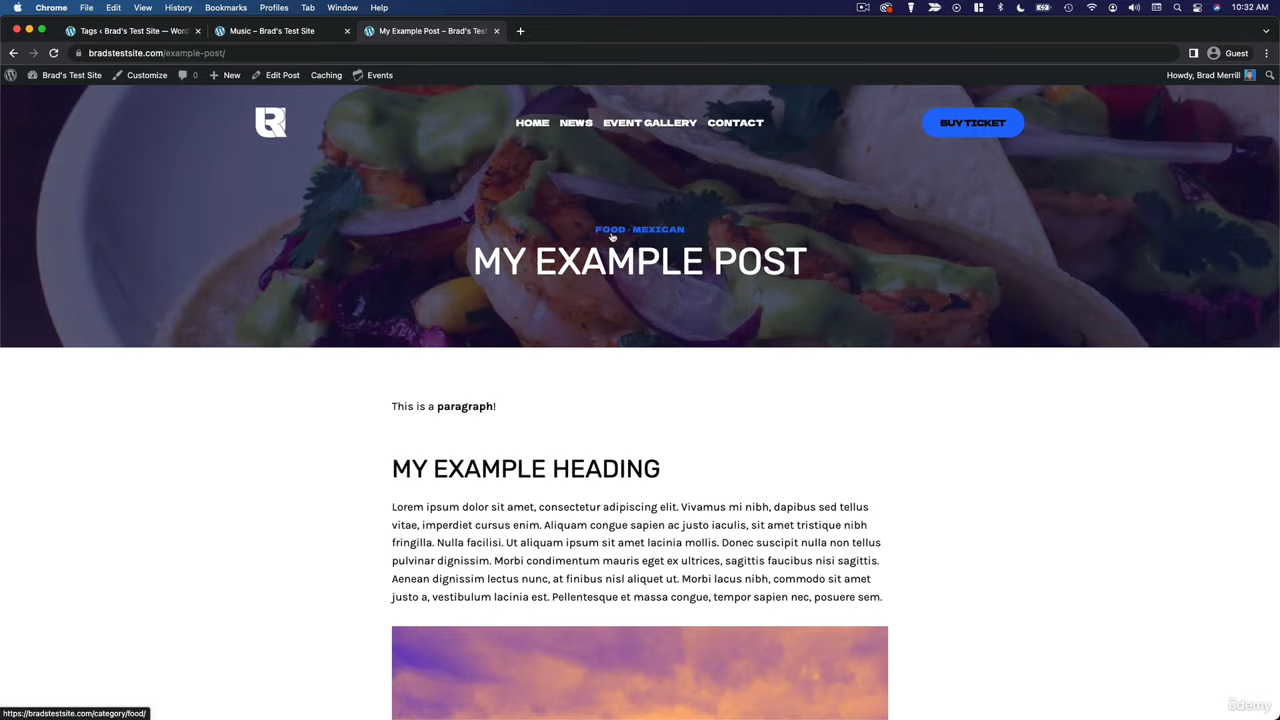 Chrome File Edit View History Bookmarks Profiles Tab Window Help 10:32 AM
Tags ‹ Brad's Test Site — Word Music – Brad's Test Site My Example Post – Brad's Test
bradstestsite.com/example-post/ Guest
Brad's Test Site Customize 0 New Edit Post Caching Events Howdy, Brad Merrill
HOME NEWS EVENT GALLERY CONTACT BUY TICKET
FOOD · MEXICAN
MY EXAMPLE POST
This is a paragraph!
MY EXAMPLE HEADING
Lorem ipsum dolor sit amet, consectetur adipiscing elit. Vivamus mi nibh, dapibus sed tellus
vitae, imperdiet cursus enim. Aliquam congue sapien ac justo iaculis, sit amet tristique nibh
fringilla. Nulla facilisi. Ut aliquam ipsum sit amet lacinia mollis. Donec suscipit nulla non tellus
pulvinar dignissim. Morbi condimentum mauris eget ex ultrices, sagittis faucibus nisi sagittis.
Aenean dignissim lectus nunc, at finibus nisl aliquet ut. Morbi lacus nibh, commodo sit amet
justo a, vestibulum lacinia est. Pellentesque et massa congue, tempor sapien nec, posuere sem.
https://bradstestsite.com/category/food/
ûdemy